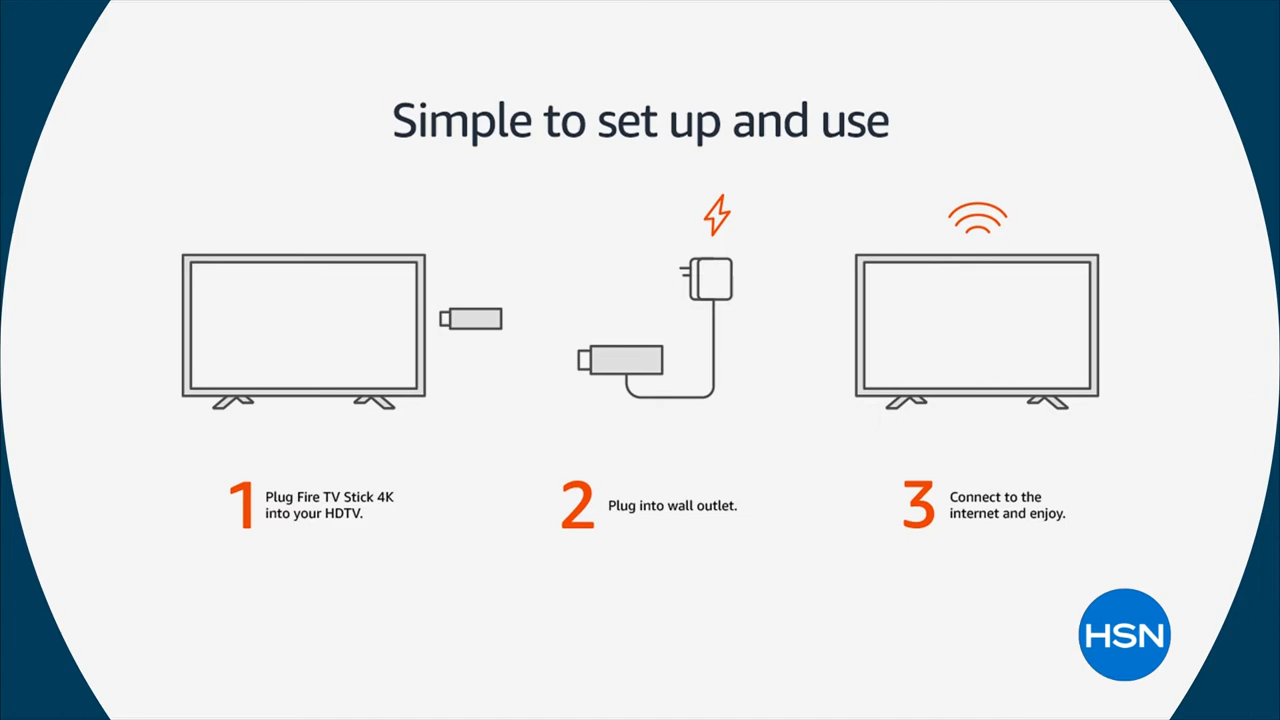 Simple to set up and use
1 Plug Fire TV Stick 4K
into your HDTV.
2 Plug into wall outlet.
3 Connect to the
internet and enjoy.
HSN